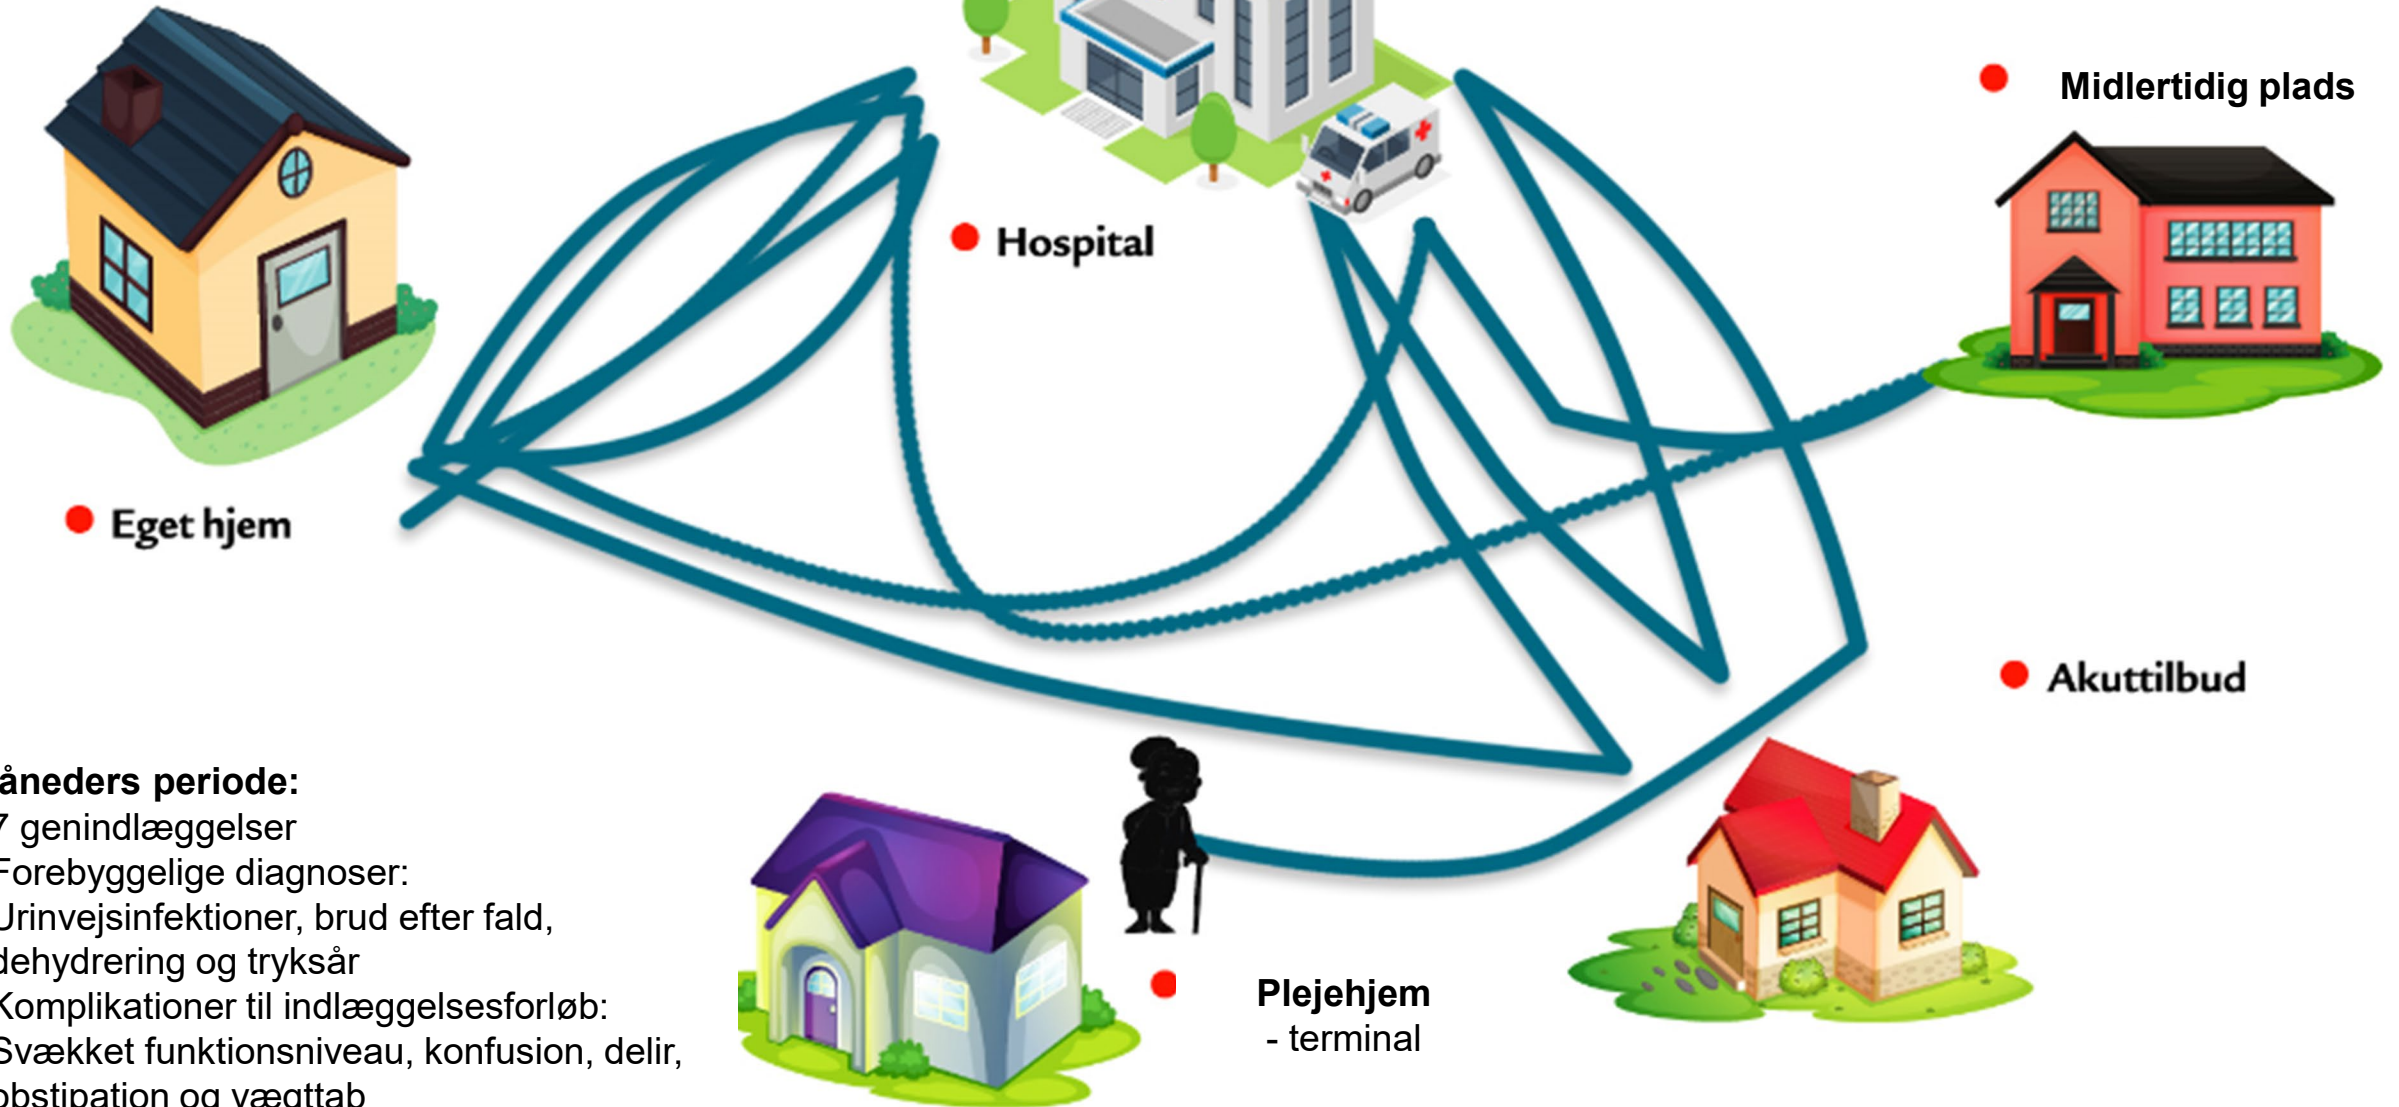 Midlertidig plads
Hospital
Eget hjem
Akuttilbud
åneders periode:
7 genindlæggelser
Forebyggelige diagnoser:
Urinvejsinfektioner, brud efter fald,
dehydrering og tryksår
Komplikationer til indlæggelsesforløb:
Svækket funktionsniveau, konfusion, delir,
obstipation og vægttab
Plejehjem
- terminal